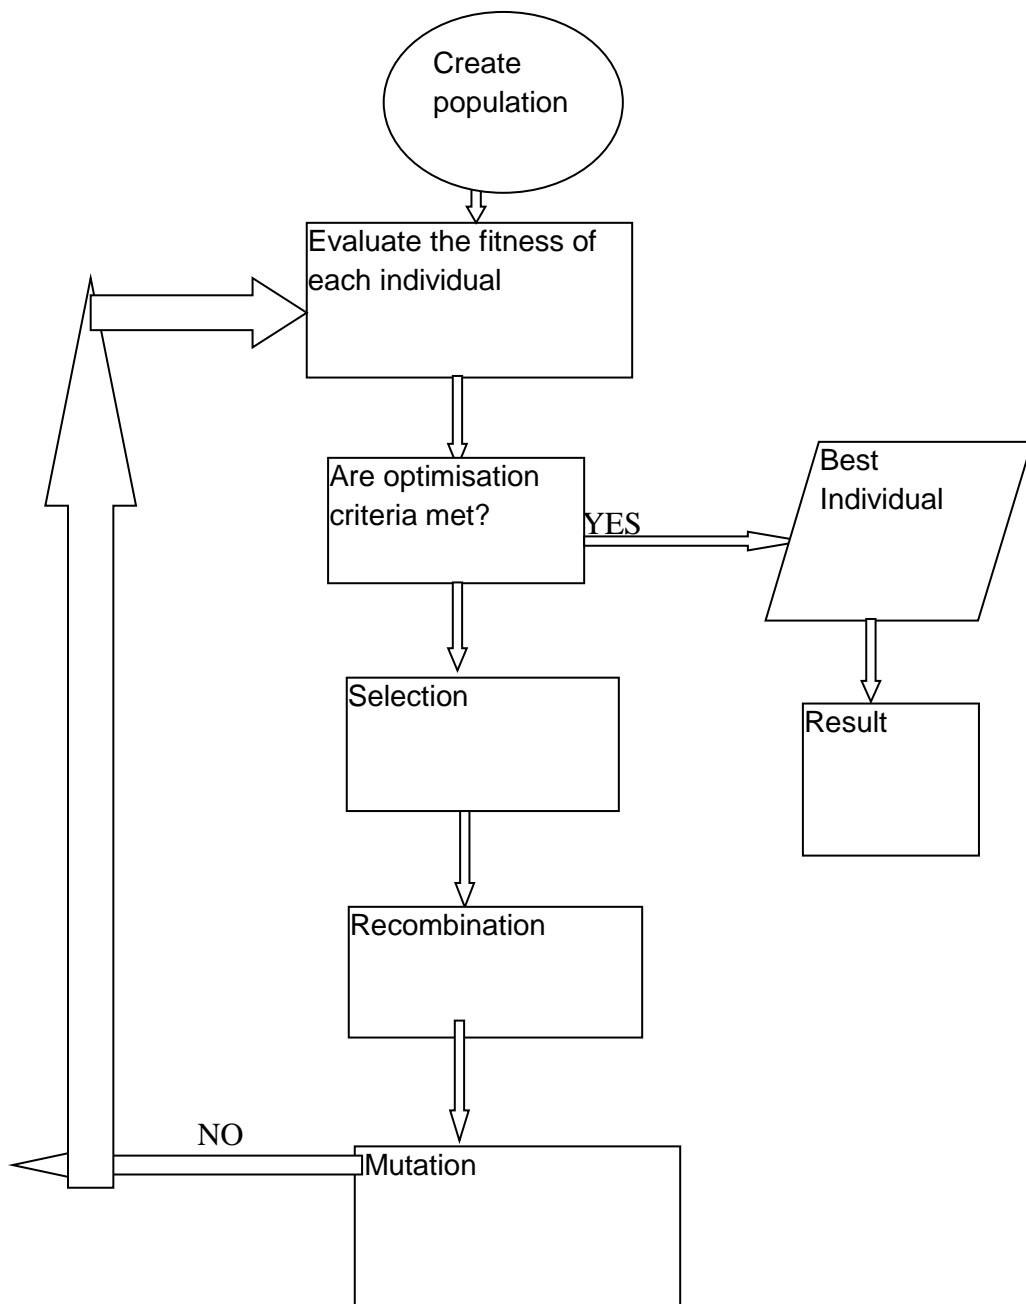 Create
population
Evaluate the fitness of
each individual
Are optimisation
criteria met?
YES
Best
Individual
Selection
Result
Recombination
NO
Mutation